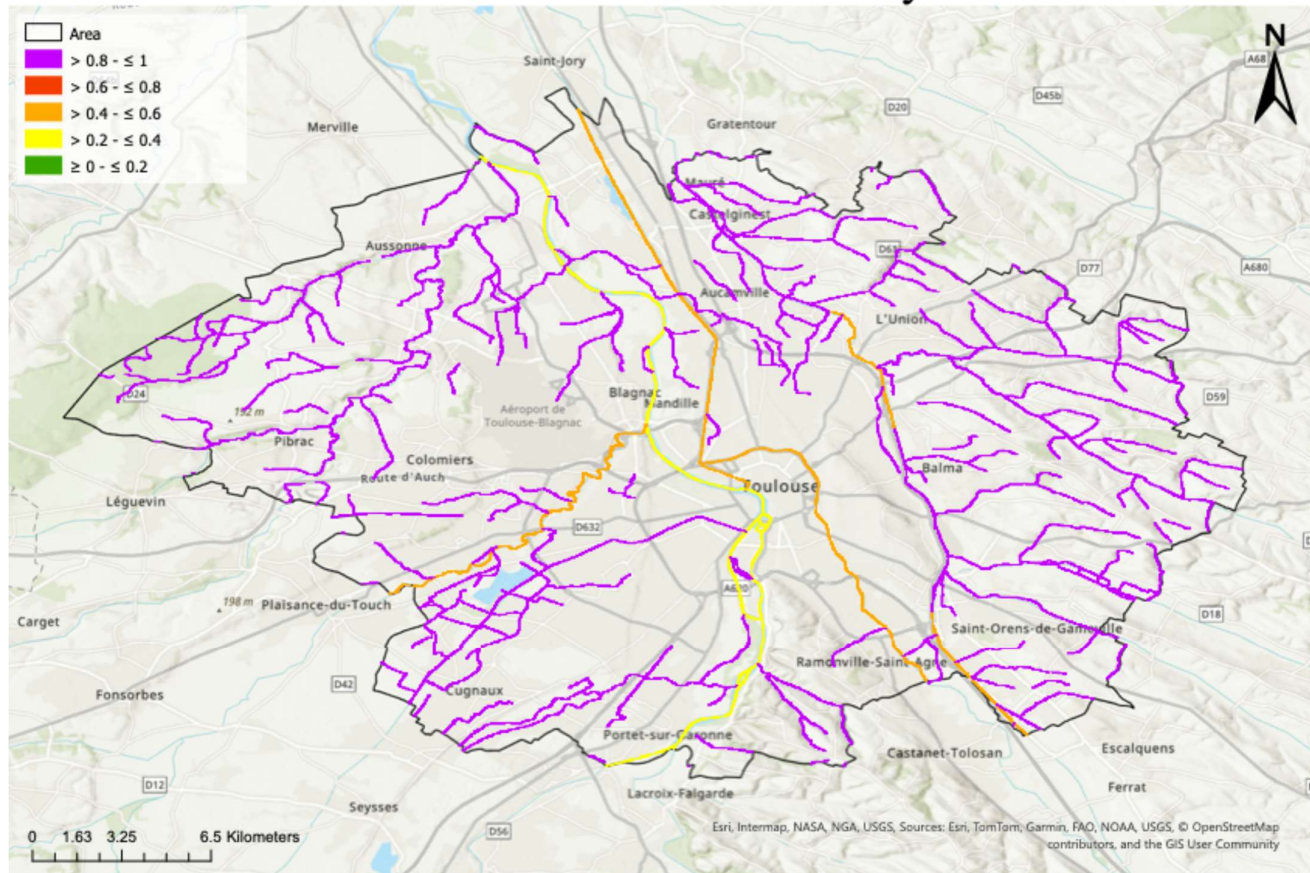 Area
> 0.8 - ≤ 1
> 0.6 - ≤ 0.8
> 0.4 - ≤ 0.6
> 0.2 - ≤ 0.4
≥ 0 - ≤ 0.2
N
Saint-Jory
A68
D45b
D20
Merville
Gratentour
Mauré
Castelginest
Aussonne
D61
D77
A680
Aucamville
L'Union
D24
192 m
Blagnac
Mandille
D59
Aéroport de
Toulouse-Blagnac
Pibrac
Colomiers
Route d'Auch
Balma
Léguevin
Toulouse
D632
A620
198 m
Plaisance-du-Touch
D18
Carget
Saint-Orens-de-Gameville
Ramonville-Saint-Agne
D42
Fonsorbes
Cugnaux
Portet-sur-Garonne
Castanet-Tolosan
Escalquens
D12
Ferrat
Lacroix-Falgarde
Seysses
D56
0 1.63 3.25 6.5 Kilometers
Esri, Intermap, NASA, NGA, USGS, Sources: Esri, TomTom, Garmin, FAO, NOAA, USGS, © OpenStreetMap
contributors, and the GIS User Community